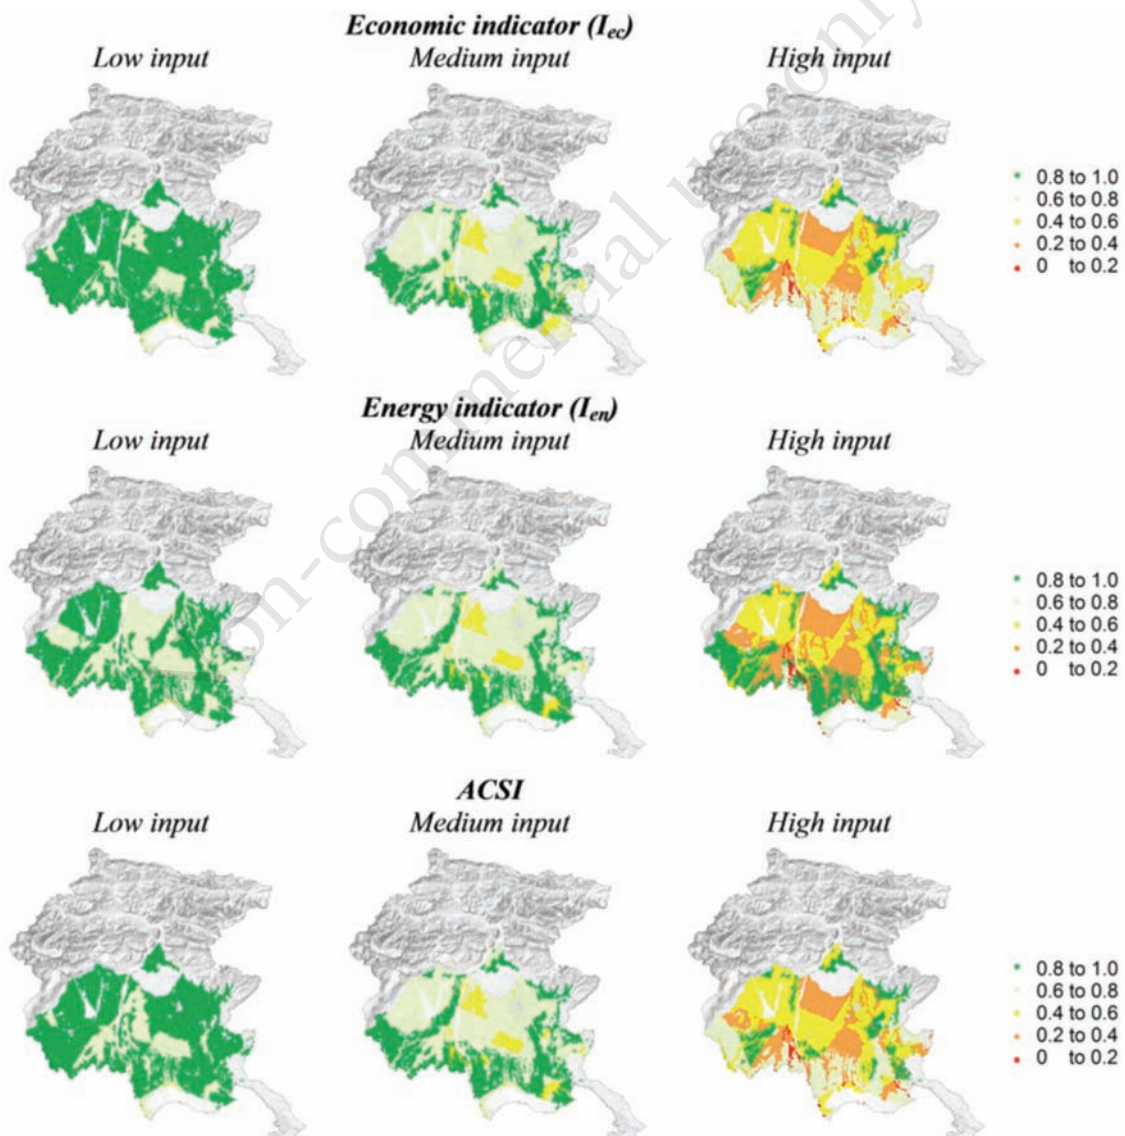 Economic indicator (Iec)
Low input Medium input High input
0.8 to 1.0
0.6 to 0.8
0.4 to 0.6
0.2 to 0.4
0 to 0.2
Energy indicator (Ien)
Low input Medium input High input
0.8 to 1.0
0.6 to 0.8
0.4 to 0.6
0.2 to 0.4
0 to 0.2
ACSI
Low input Medium input High input
0.8 to 1.0
0.6 to 0.8
0.4 to 0.6
0.2 to 0.4
0 to 0.2
Non-commercial use only